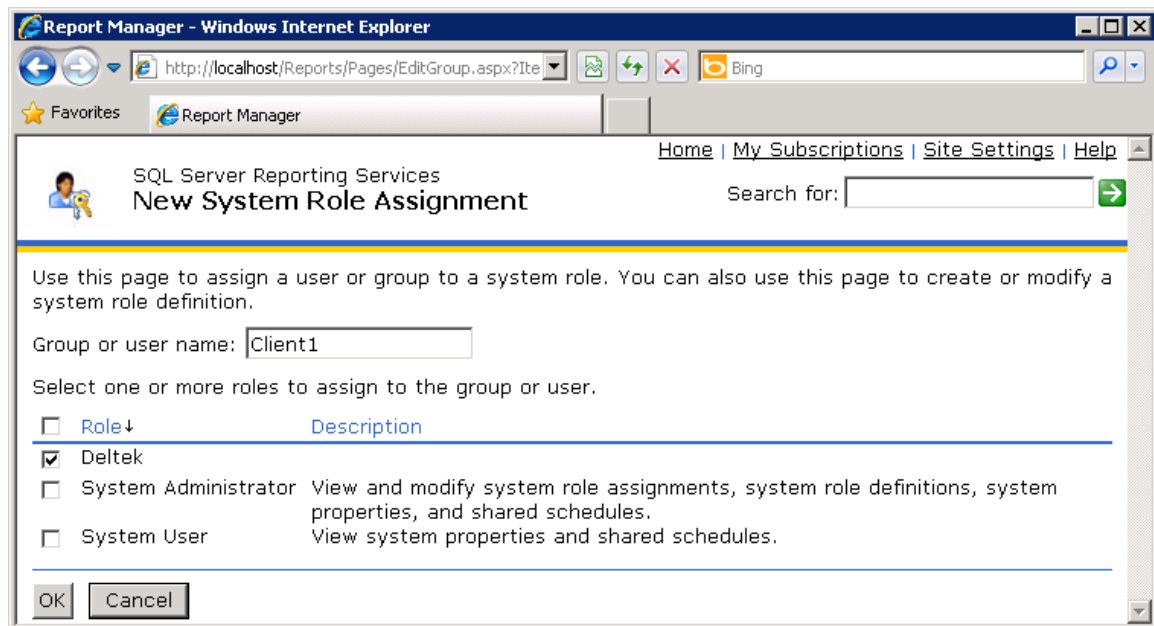 Report Manager - Windows Internet Explorer
http://localhost/Reports/Pages/EditGroup.aspx?Ite
Bing
Favorites
Report Manager
Home | My Subscriptions | Site Settings | Help
SQL Server Reporting Services
New System Role Assignment
Search for:
Use this page to assign a user or group to a system role. You can also use this page to create or modify a
system role definition.
Group or user name: Client1
Select one or more roles to assign to the group or user.
Role↓ Description
Deltek
System Administrator View and modify system role assignments, system role definitions, system
properties, and shared schedules.
System User View system properties and shared schedules.
OK Cancel